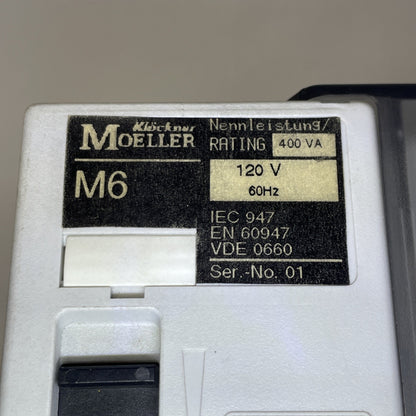 Klöckner
MOELLER
M6
Nennleistung/
RATING 400 VA
120 V
60Hz
IEC 947
EN 60947
VDE 0660
Ser.-No. 01